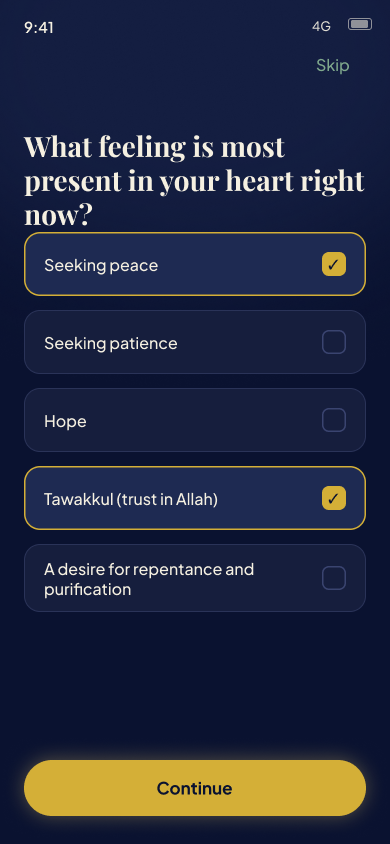 9:41
4G
Skip
What feeling is most
present in your heart right
now?
Seeking peace
✓
Seeking patience
Hope
Tawakkul (trust in Allah)
✓
A desire for repentance and
purification
Continue